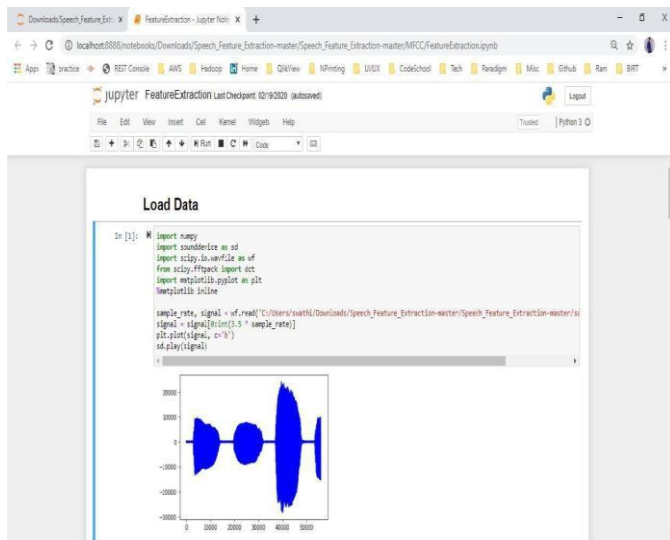 Downloads/Speech_Feature_Ext X FeatureExtraction - Jupyter Note X +
localhost:8888/notebooks/Downloads/Speech_Feature_Extraction-master/Speech_Feature_Extraction-master/MFCC/FeatureExtraction.ipynb
Apps practice REST Console AWS Hadoop Home QlikView NPrinting UI/UX CodeSchool Tech Paradigm Misc Github Ram BIRT »
jupyter FeatureExtraction Last Checkpoint: 02/19/2020 (autosaved) Logout
File Edit View Insert Cell Kernel Widgets Help Trusted Python 3 O
Run Code
Load Data
In [1]: import numpy
import sounddevice as sd
import scipy.io.wavfile as wf
from scipy.fftpack import dct
import matplotlib.pyplot as plt
%matplotlib inline
sample_rate, signal = wf.read('C:/Users/swathi/Downloads/Speech_Feature_Extraction-master/Speech_Feature_Extraction-master/sa
signal = signal[0:int(3.5 * sample_rate)]
plt.plot(signal, c='b')
sd.play(signal)
20000
10000
0
-10000
-20000
-30000
0 10000 20000 30000 40000 50000